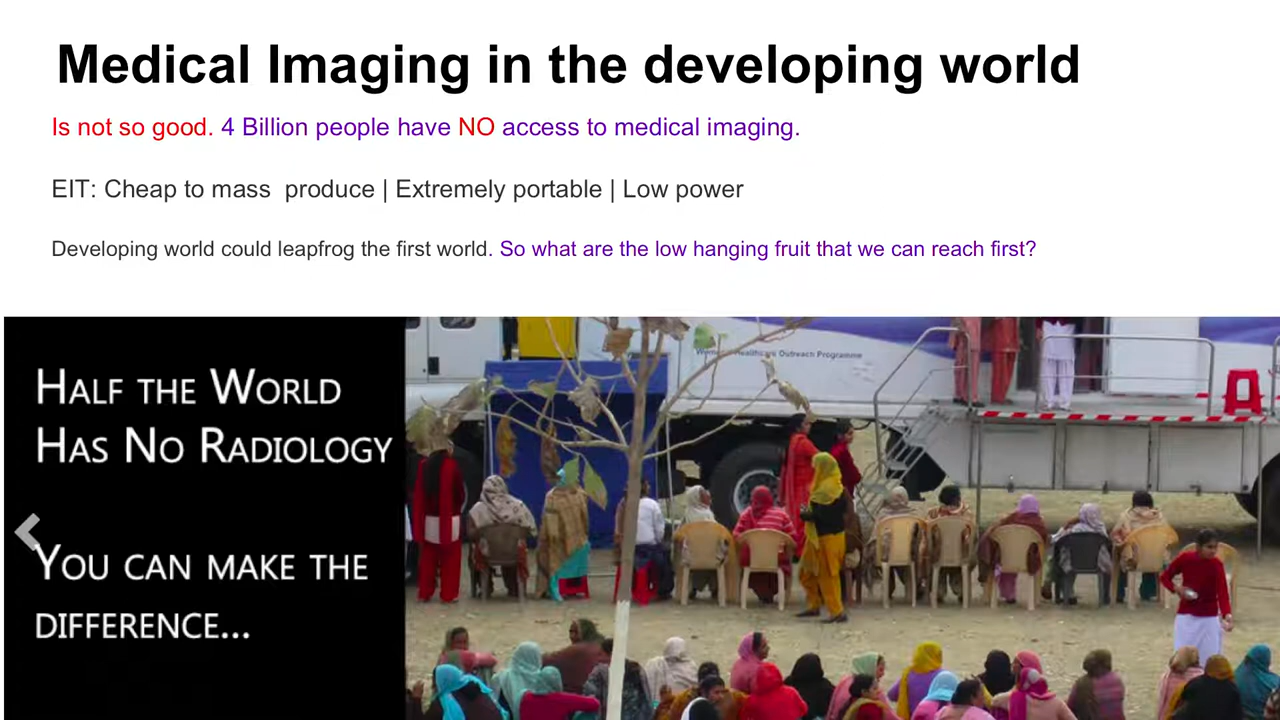 Medical Imaging in the developing world
Is not so good. 4 Billion people have NO access to medical imaging.
EIT: Cheap to mass  produce | Extremely portable | Low power
Developing world could leapfrog the first world. So what are the low hanging fruit that we can reach first?
HALF THE WORLD
HAS NO RADIOLOGY
YOU CAN MAKE THE
DIFFERENCE...
Healthcare Outreach Programme